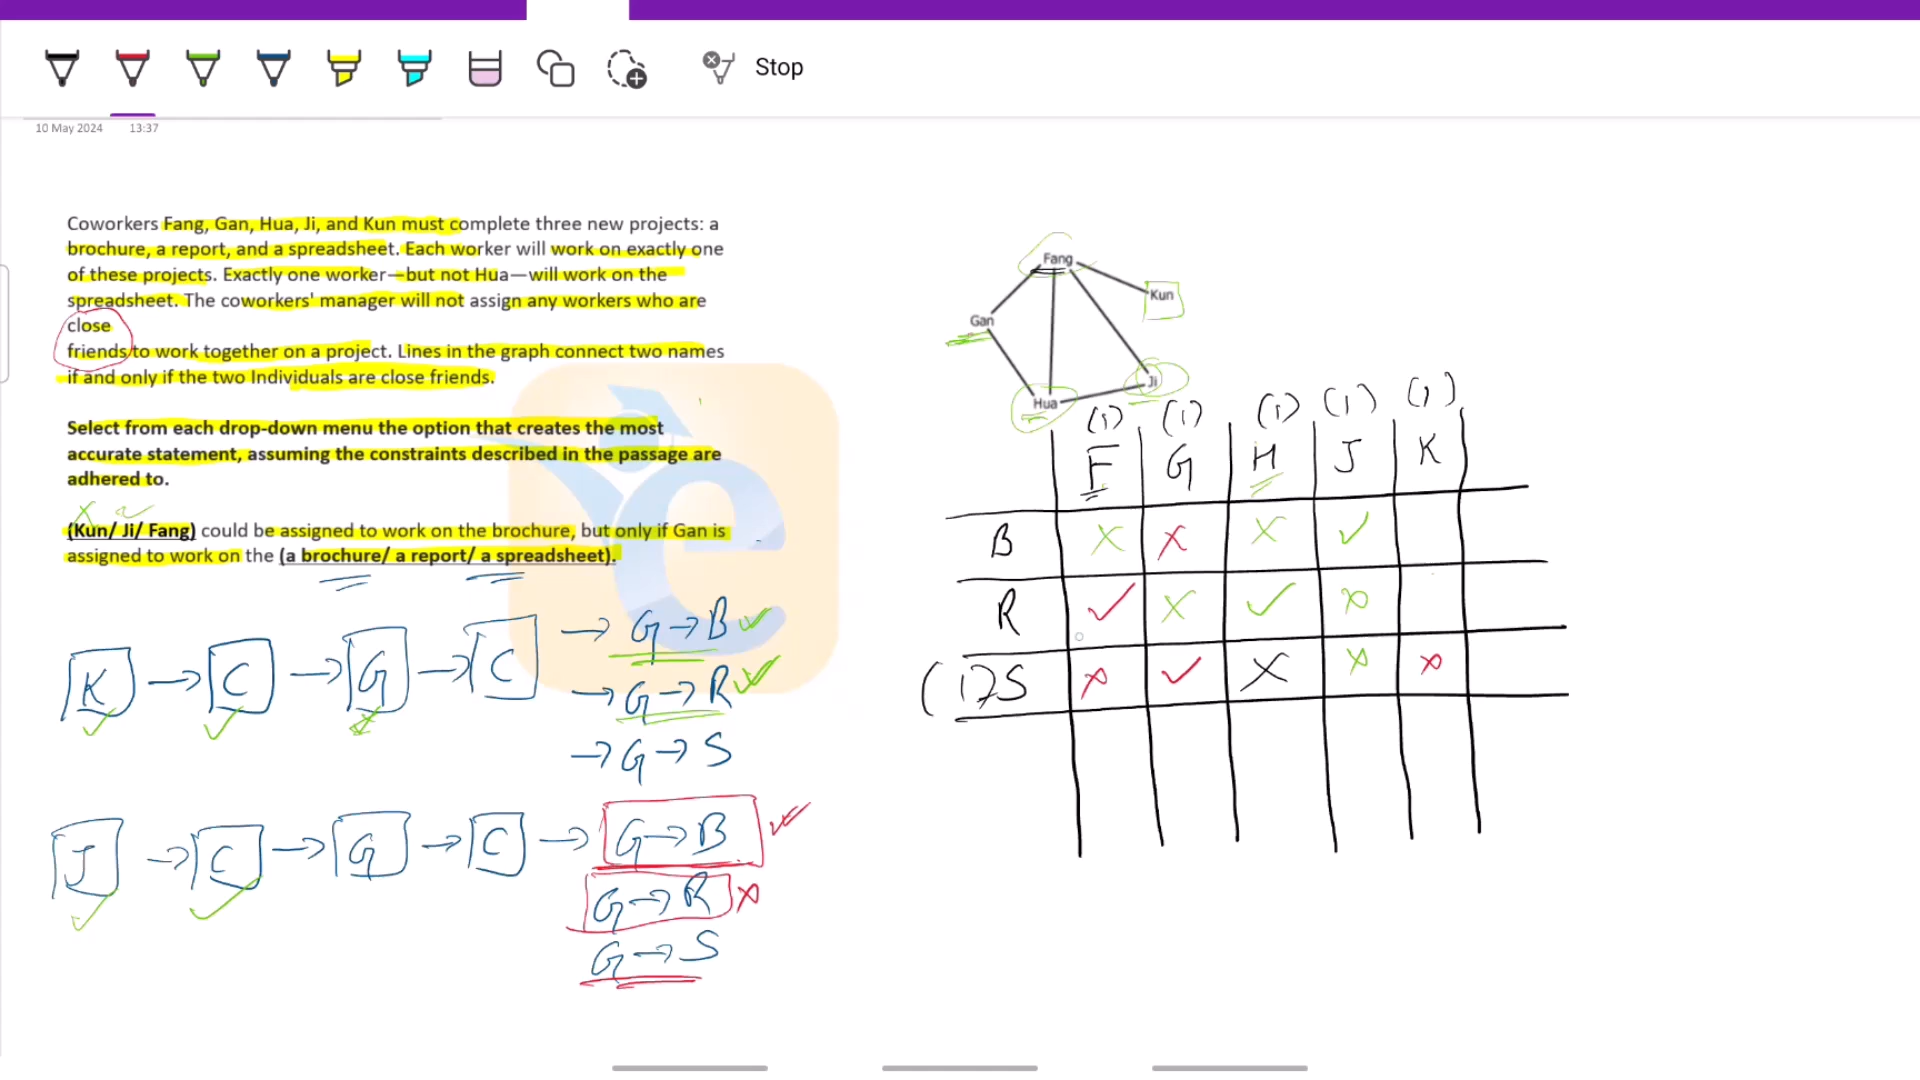 Stop
10 May 2024 13:37
Coworkers Fang, Gan, Hua, Ji, and Kun must complete three new projects: a
brochure, a report, and a spreadsheet. Each worker will work on exactly one
of these projects. Exactly one worker—but not Hua—will work on the
spreadsheet. The coworkers' manager will not assign any workers who are
close
friends to work together on a project. Lines in the graph connect two names
if and only if the two Individuals are close friends.
Select from each drop-down menu the option that creates the most
accurate statement, assuming the constraints described in the passage are
adhered to.
(Kun/ Ji/ Fang) could be assigned to work on the brochure, but only if Gan is
assigned to work on the (a brochure/ a report/ a spreadsheet).
K → C → G → C → G → B
→ G → R
→ G → S
J → C → G → C → G → B
G → R
G → S
Fang
Kun
Gan
Ji
Hua
(1) (1) (1) (1) (1)
F G H J K
B
R
(1) S